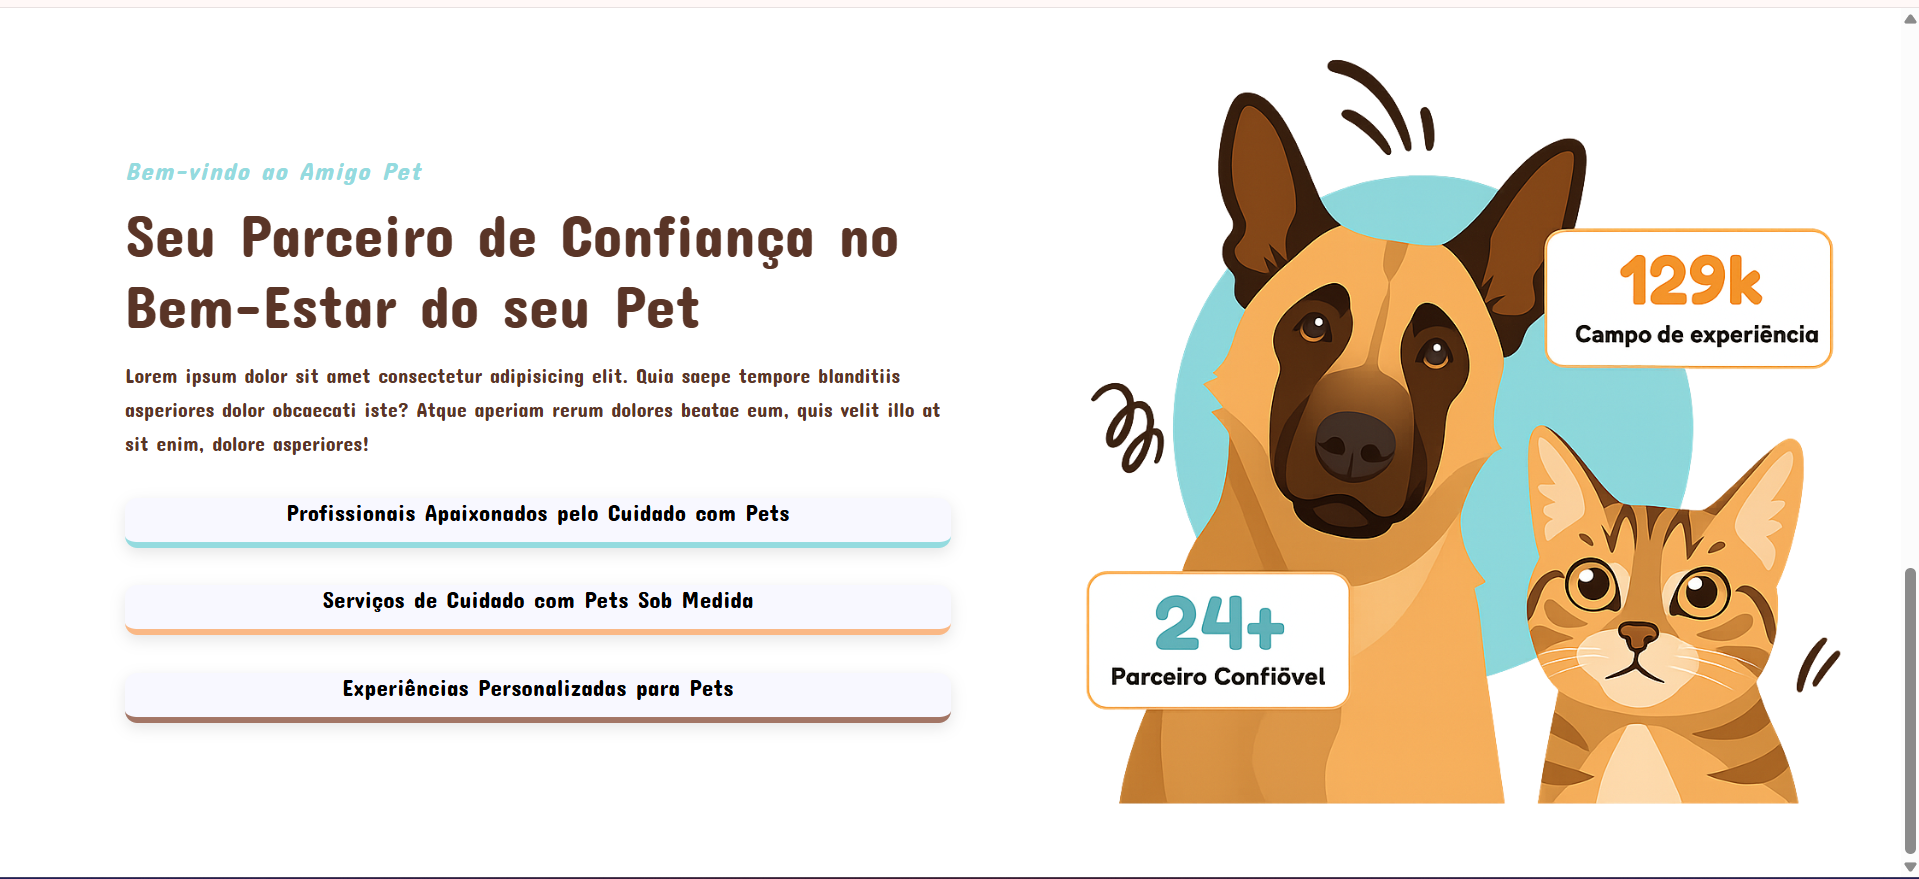 Bem-vindo ao Amigo Pet
Seu Parceiro de Confiança no
Bem-Estar do seu Pet
Lorem ipsum dolor sit amet consectetur adipisicing elit. Quia saepe tempore blanditiis
asperiores dolor obcaecati iste? Atque aperiam rerum dolores beatae eum, quis velit illo at
sit enim, dolore asperiores!
Profissionais Apaixonados pelo Cuidado com Pets
Serviços de Cuidado com Pets Sob Medida
Experiências Personalizadas para Pets
129k
Campo de experiēncia
24+
Parceiro Confiōvel